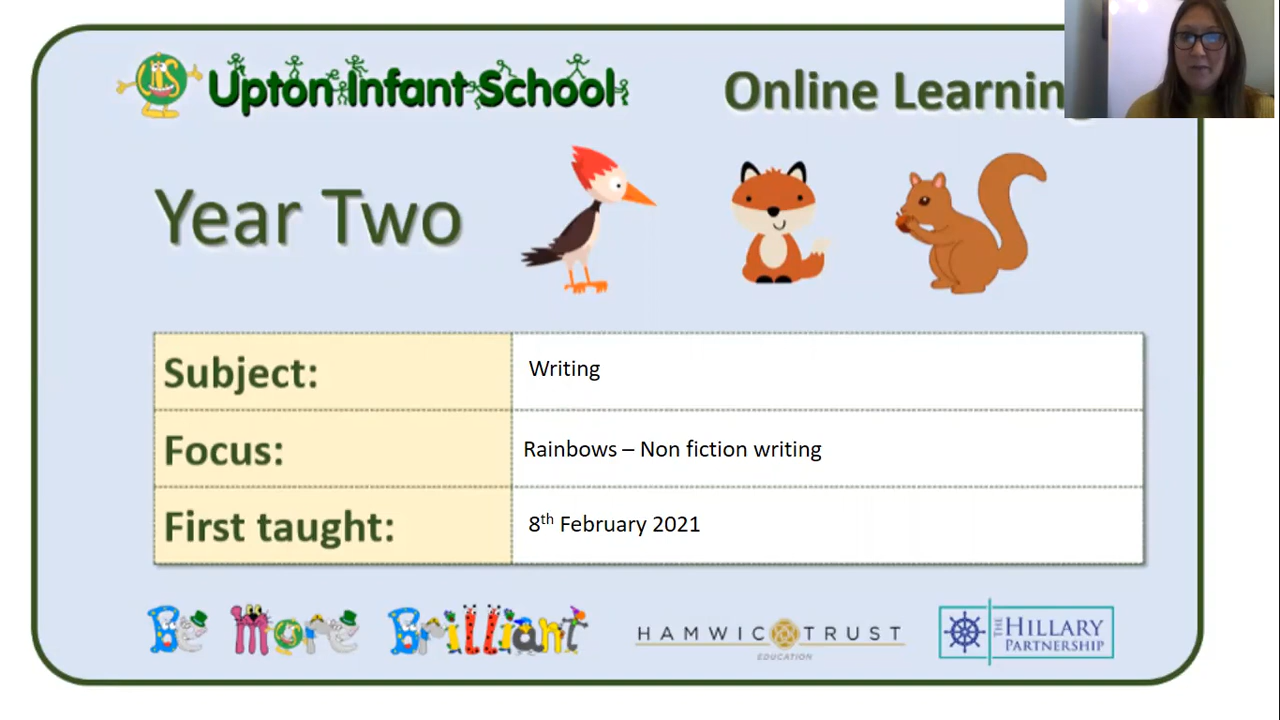 Upton Infant School
Online Learning
Year Two
Subject: Writing
Focus: Rainbows – Non fiction writing
First taught: 8th February 2021
Be More Brilliant
HAMWIC TRUST
EDUCATION
THE HILLARY
PARTNERSHIP